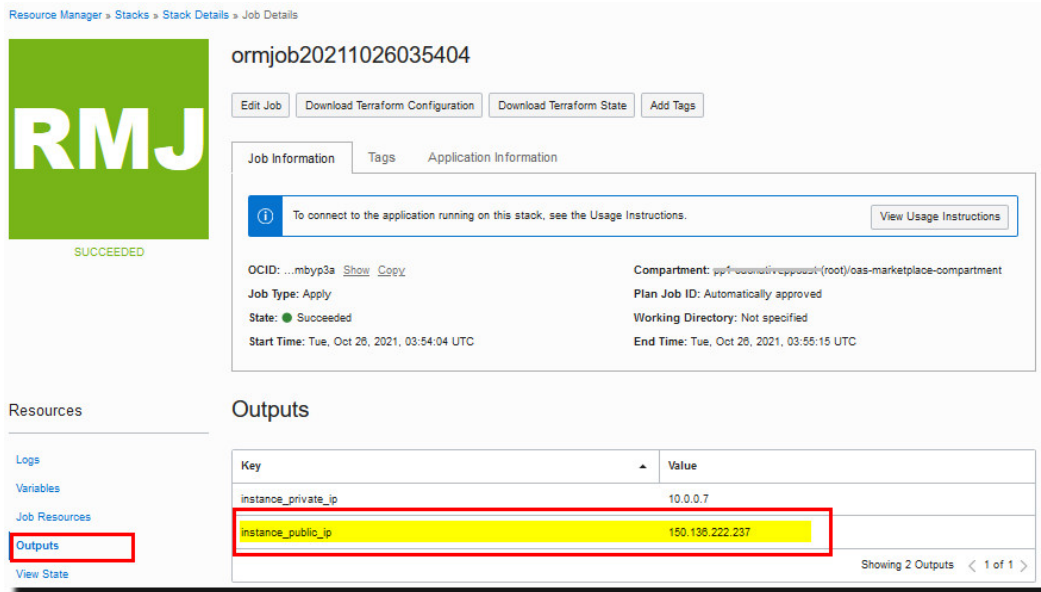 Resource Manager » Stacks » Stack Details » Job Details
RMJ
SUCCEEDED
ormjob20211026035404
Edit Job Download Terraform Configuration Download Terraform State Add Tags
Job Information Tags Application Information
To connect to the application running on this stack, see the Usage Instructions. View Usage Instructions
OCID: ...mbyp3a Show Copy
Compartment: (root)/oas-marketplace-compartment
Job Type: Apply
Plan Job ID: Automatically approved
State: Succeeded
Working Directory: Not specified
Start Time: Tue, Oct 26, 2021, 03:54:04 UTC
End Time: Tue, Oct 26, 2021, 03:55:15 UTC
Resources
Logs
Variables
Job Resources
Outputs
View State
Outputs
Key Value
instance_private_ip 10.0.0.7
instance_public_ip 150.136.222.237
Showing 2 Outputs < 1 of 1 >